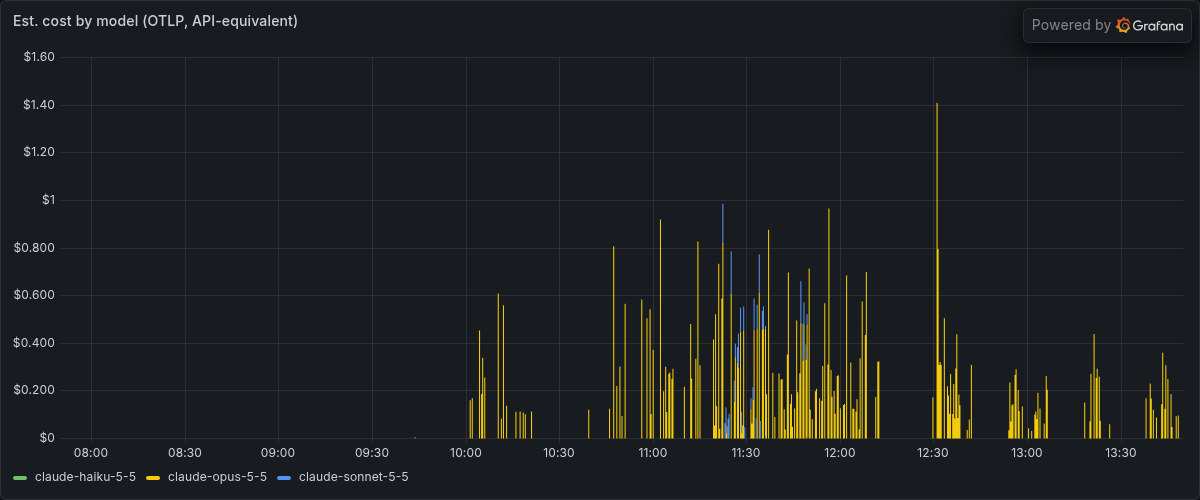 Est. cost by model (OTLP, API-equivalent)
Powered by Grafana
$1.60
$1.40
$1.20
$1
$0.800
$0.600
$0.400
$0.200
$0
08:00 08:30 09:00 09:30 10:00 10:30 11:00 11:30 12:00 12:30 13:00 13:30
claude-haiku-5-5 claude-opus-5-5 claude-sonnet-5-5